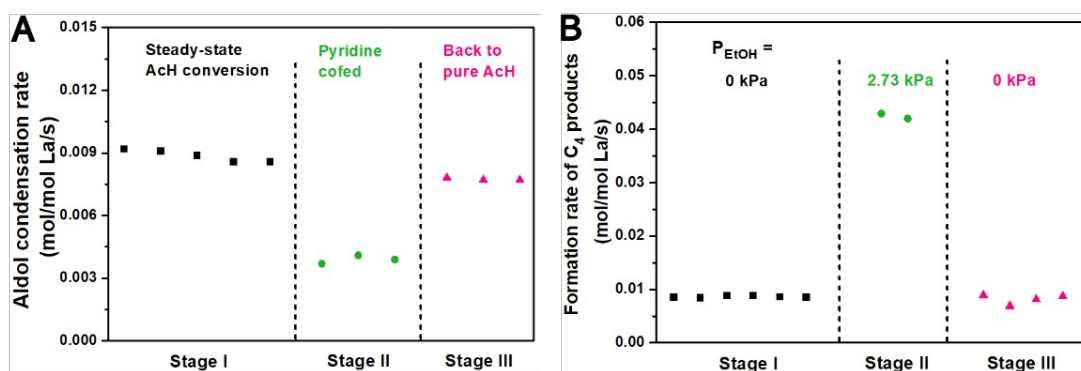 A
Aldol condensation rate
(mol/mol La/s)
0.015
0.012
0.009
0.006
0.003
0.000
Steady-state
AcH conversion
Pyridine
cofed
Back to
pure AcH
Stage I
Stage II
Stage III
B
Formation rate of C4 products
(mol/mol La/s)
0.06
0.05
0.04
0.03
0.02
0.01
0.00
PEtOH =
0 kPa
2.73 kPa
0 kPa
Stage I
Stage II
Stage III